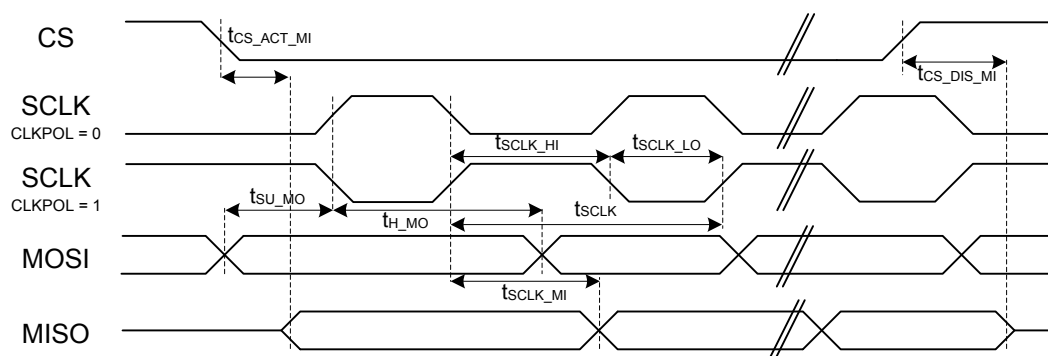 CS
tCS_ACT_MI
tCS_DIS_MI
SCLK
CLKPOL = 0
tSCLK_HI
tSCLK_LO
SCLK
CLKPOL = 1
tSU_MO
tH_MO
tSCLK
MOSI
tSCLK_MI
MISO